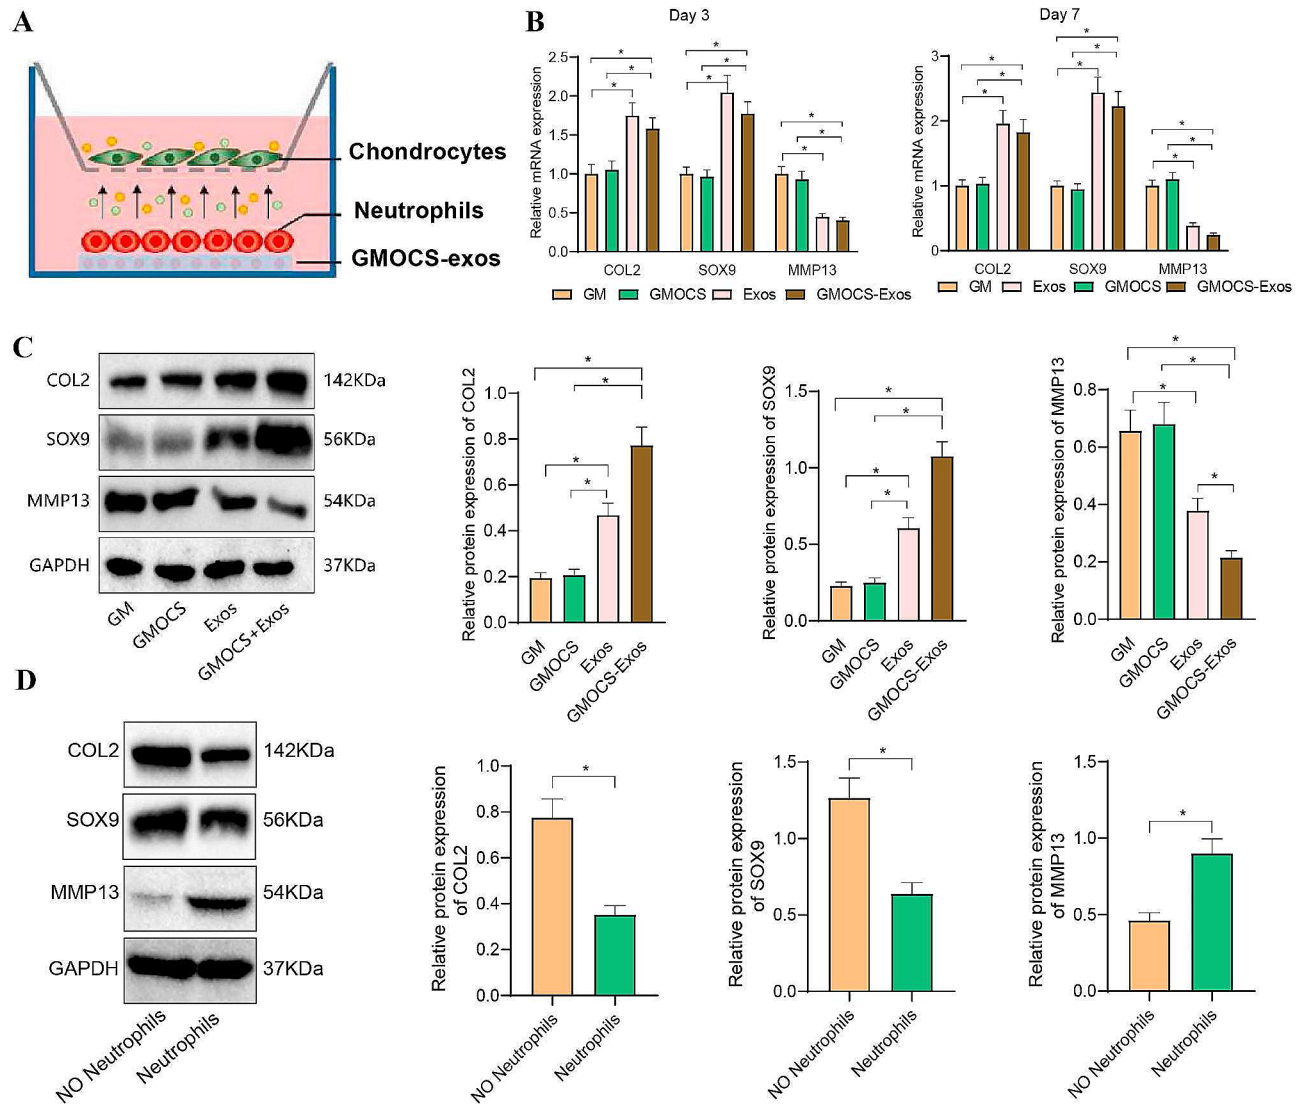 A
Chondrocytes
Neutrophils
GMOCS-exos
B
Day 3
Relative mRNA expression
2.5
2.0
1.5
1.0
0.5
0.0
* * * * * * * * *
COL2 SOX9 MMP13
GM GMOCS Exos GMOCS-Exos
Day 7
Relative mRNA expression
3
2
1
0
* * * * * * * * *
COL2 SOX9 MMP13
GM Exos GMOCS GMOCS-Exos
C
COL2 142KDa
SOX9 56KDa
MMP13 54KDa
GAPDH 37KDa
GM GMOCS Exos GMOCS+Exos
Relative protein expression of COL2
1.0
0.8
0.6
0.4
0.2
0.0
* * * *
GM GMOCS Exos GMOCS-Exos
Relative protein expression of SOX9
1.5
1.0
0.5
0.0
* * * *
GM GMOCS Exos GMOCS-Exos
Relative protein expression of MMP13
0.8
0.6
0.4
0.2
0.0
* * * *
GM GMOCS Exos GMOCS-Exos
D
COL2 142KDa
SOX9 56KDa
MMP13 54KDa
GAPDH 37KDa
NO Neutrophils Neutrophils
Relative protein expression
of COL2
1.0
0.8
0.6
0.4
0.2
0.0
*
NO Neutrophils Neutrophils
Relative protein expression
of SOX9
1.5
1.0
0.5
0.0
*
NO Neutrophils Neutrophils
Relative protein expression
of MMP13
1.5
1.0
0.5
0.0
*
NO Neutrophils Neutrophils